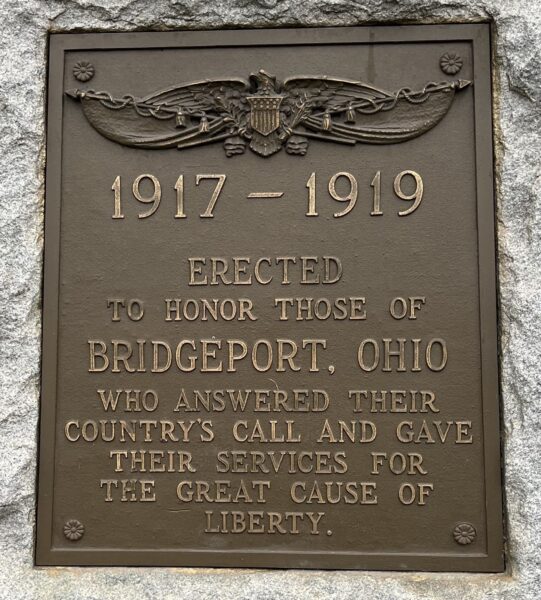 1917 – 1919
ERECTED
TO HONOR THOSE OF
BRIDGEPORT, OHIO
WHO ANSWERED THEIR
COUNTRY'S CALL AND GAVE
THEIR SERVICES FOR
THE GREAT CAUSE OF
LIBERTY.